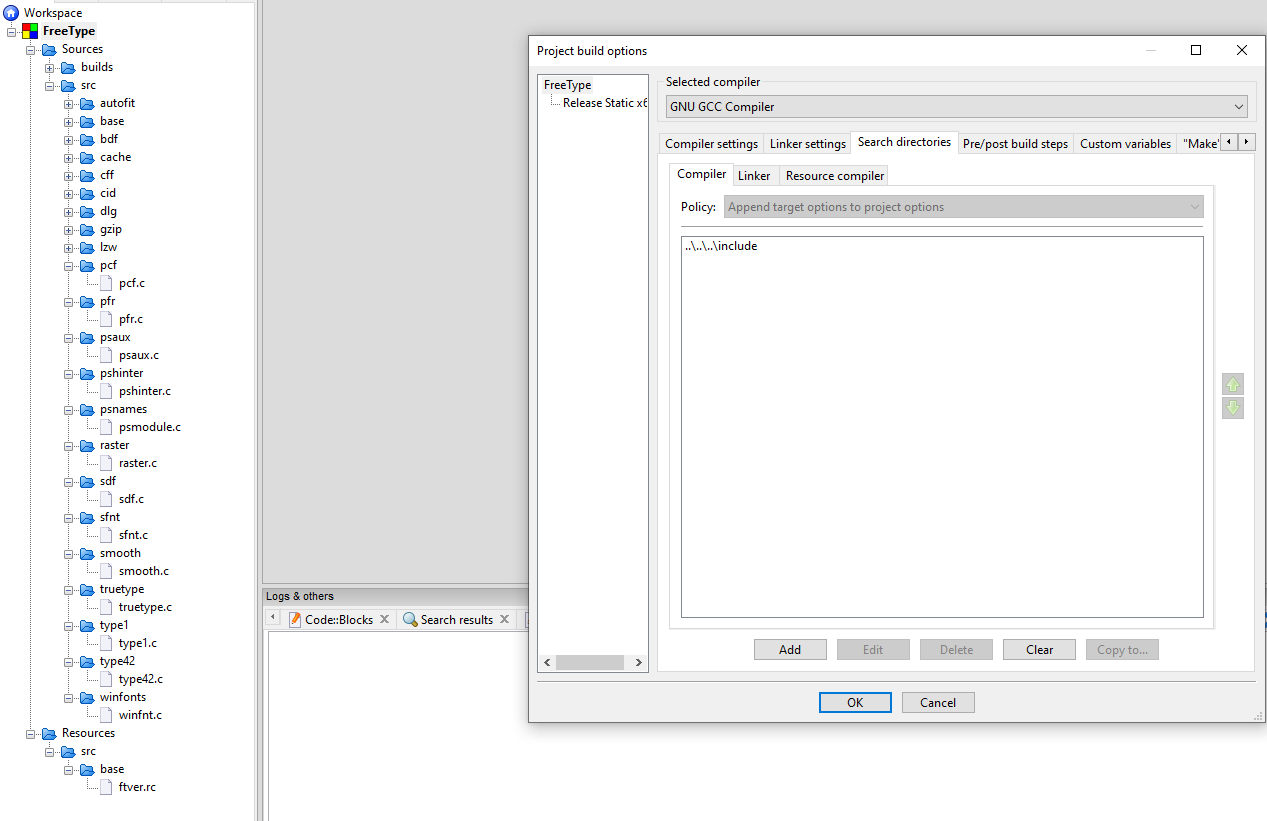 Workspace
FreeType
Sources
builds
src
autofit
base
bdf
cache
cff
cid
dlg
gzip
lzw
pcf
pcf.c
pfr
pfr.c
psaux
psaux.c
pshinter
pshinter.c
psnames
psmodule.c
raster
raster.c
sdf
sdf.c
sfnt
sfnt.c
smooth
smooth.c
truetype
truetype.c
type1
type1.c
type42
type42.c
winfonts
winfnt.c
Resources
src
base
ftver.rc
Logs & others
Code::Blocks
Search results
Project build options
FreeType
Release Static x6
Selected compiler
GNU GCC Compiler
Compiler settings Linker settings Search directories Pre/post build steps Custom variables "Make"
Compiler Linker Resource compiler
Policy: Append target options to project options
..\..\..\include
Add Edit Delete Clear Copy to...
OK Cancel